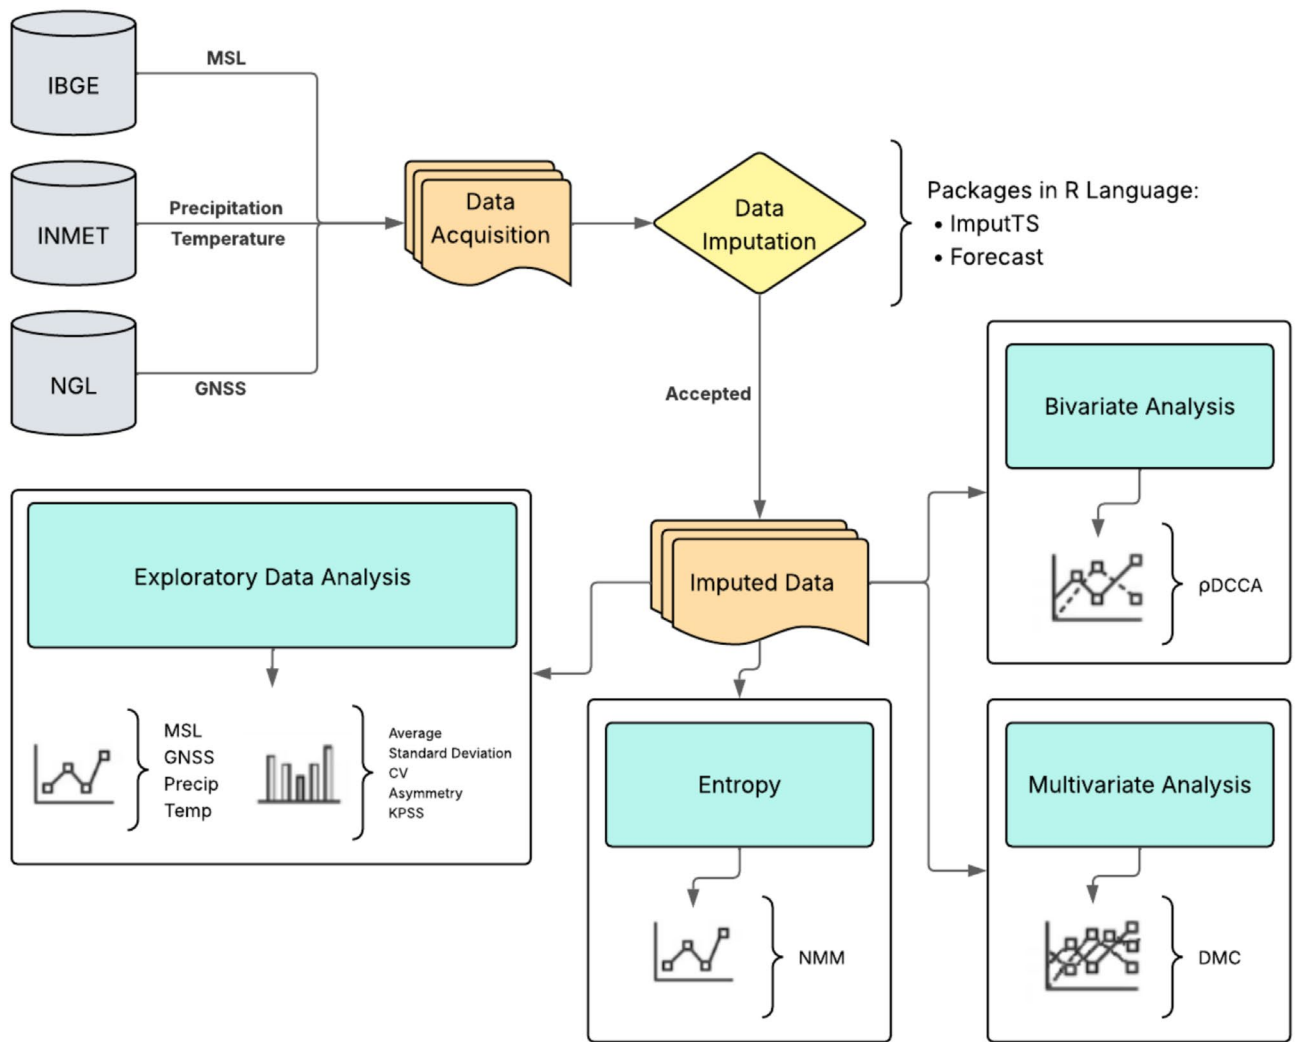 IBGE
MSL
INMET
Precipitation
Temperature
NGL
GNSS
Data
Acquisition
Data
Imputation
Packages in R Language:
• ImputTS
• Forecast
Accepted
Imputed Data
Exploratory Data Analysis
MSL
GNSS
Precip
Temp
Average
Standard Deviation
CV
Asymmetry
KPSS
Entropy
NMM
Bivariate Analysis
ρDCCA
Multivariate Analysis
DMC